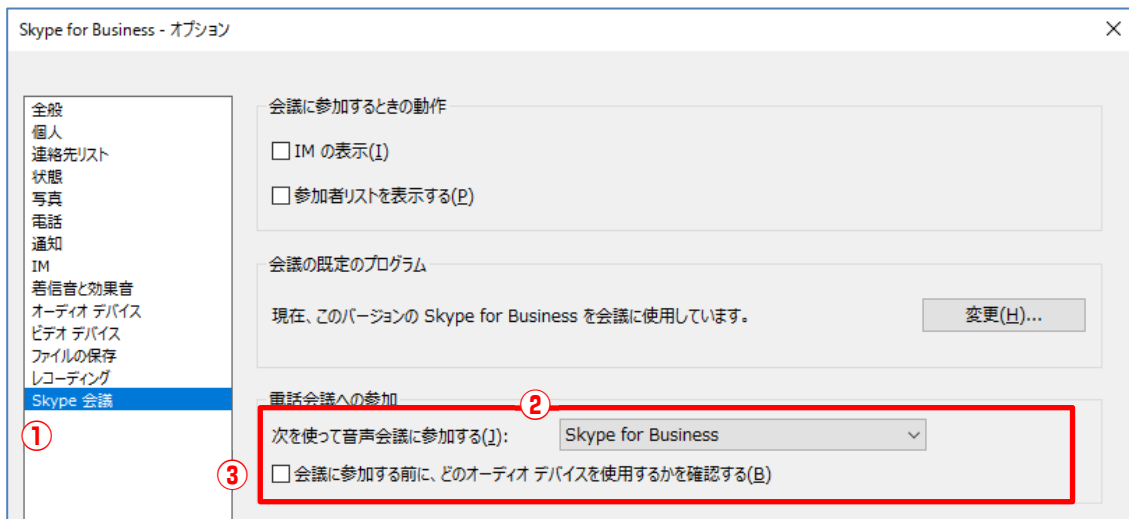 Skype for Business - オプション
全般
個人
連絡先リスト
状態
写真
電話
通知
IM
着信音と効果音
オーディオ デバイス
ビデオ デバイス
ファイルの保存
レコーディング
Skype 会議
①
会議に参加するときの動作
IM の表示(I)
参加者リストを表示する(P)
会議の既定のプログラム
現在、このバージョンの Skype for Business を会議に使用しています。 変更(H)...
電話会議への参加
②
次を使って音声会議に参加する(J): Skype for Business
③ 会議に参加する前に、どのオーディオ デバイスを使用するかを確認する(B)